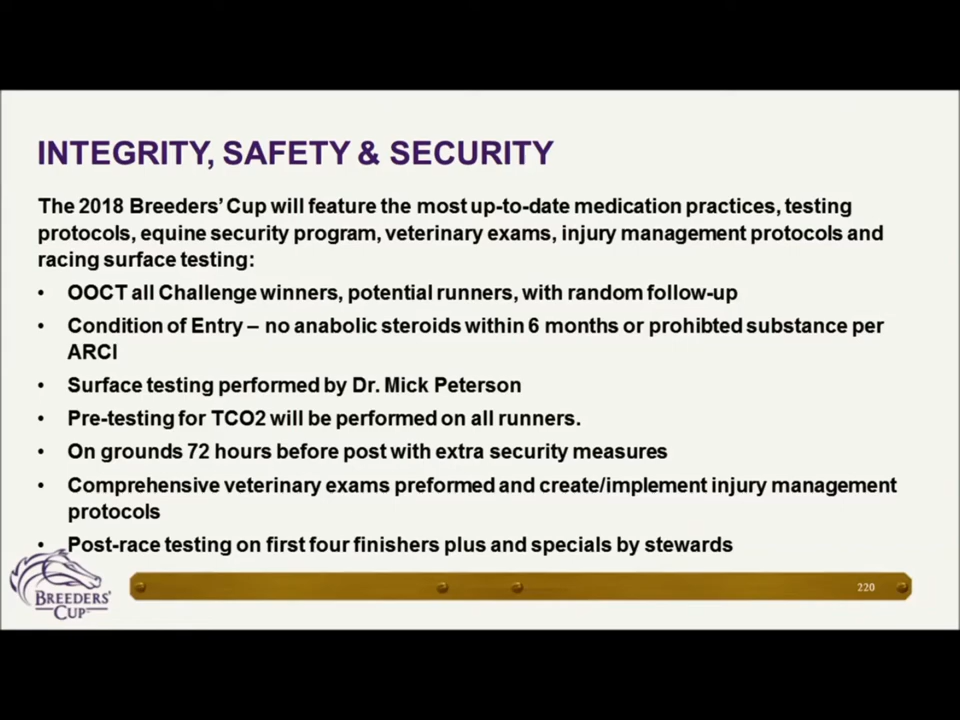 INTEGRITY, SAFETY & SECURITY
The 2018 Breeders' Cup will feature the most up-to-date medication practices, testing
protocols, equine security program, veterinary exams, injury management protocols and
racing surface testing:
• OOCT all Challenge winners, potential runners, with random follow-up
• Condition of Entry – no anabolic steroids within 6 months or prohibted substance per
ARCI
• Surface testing performed by Dr. Mick Peterson
• Pre-testing for TCO2 will be performed on all runners.
• On grounds 72 hours before post with extra security measures
• Comprehensive veterinary exams preformed and create/implement injury management
protocols
• Post-race testing on first four finishers plus and specials by stewards
BREEDERS'
CUP
220